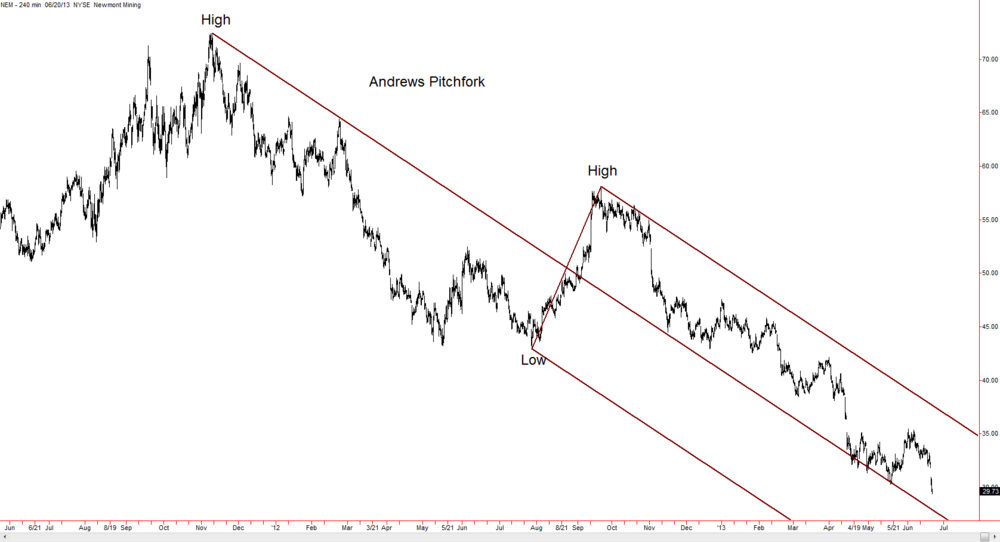 NEM - 240 min 06/20/13 NYSE Newmont Mining
High
Andrews Pitchfork
High
Low
70.00
65.00
60.00
55.00
50.00
45.00
40.00
35.00
30.00
29.73
Jun 6/21 Jul Aug 8/19 Sep Oct Nov Dec '12 Feb Mar 3/21 Apr May 5/21 Jun Jul Aug 8/21 Sep Oct Nov Dec '13 Feb Mar Apr 4/19 May 5/21 Jun Jul